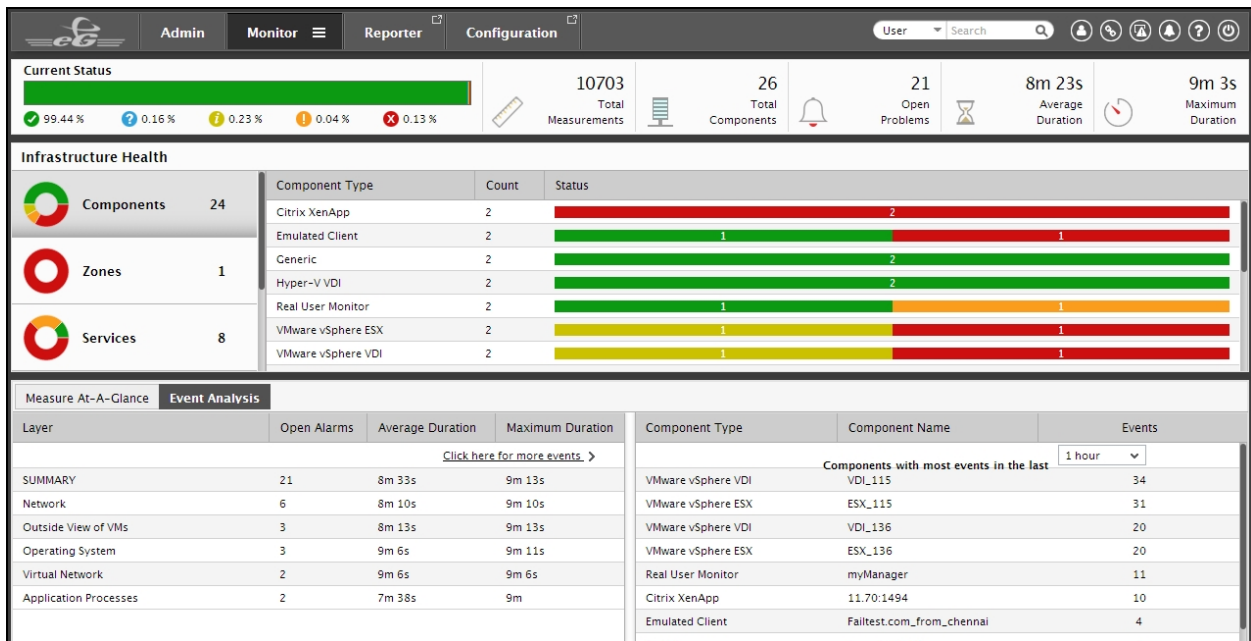 eG Admin Monitor Reporter Configuration User Search
Current Status
99.44 % 0.16 % 0.23 % 0.04 % 0.13 %
10703 Total Measurements
26 Total Components
21 Open Problems
8m 23s Average Duration
9m 3s Maximum Duration
Infrastructure Health
Components 24
Zones 1
Services 8
Component Type Count Status
Citrix XenApp 2 2
Emulated Client 2 1 1
Generic 2 2
Hyper-V VDI 2 2
Real User Monitor 2 1 1
VMware vSphere ESX 2 1 1
VMware vSphere VDI 2 1 1
Measure At-A-Glance Event Analysis
Layer Open Alarms Average Duration Maximum Duration
Click here for more events
SUMMARY 21 8m 33s 9m 13s
Network 6 8m 10s 9m 10s
Outside View of VMs 3 8m 13s 9m 13s
Operating System 3 9m 6s 9m 11s
Virtual Network 2 9m 6s 9m 6s
Application Processes 2 7m 38s 9m
Component Type Component Name Events
Components with most events in the last 1 hour
VMware vSphere VDI VDI_115 34
VMware vSphere ESX ESX_115 31
VMware vSphere VDI VDI_136 20
VMware vSphere ESX ESX_136 20
Real User Monitor myManager 11
Citrix XenApp 11.70:1494 10
Emulated Client Failtest.com_from_chennai 4